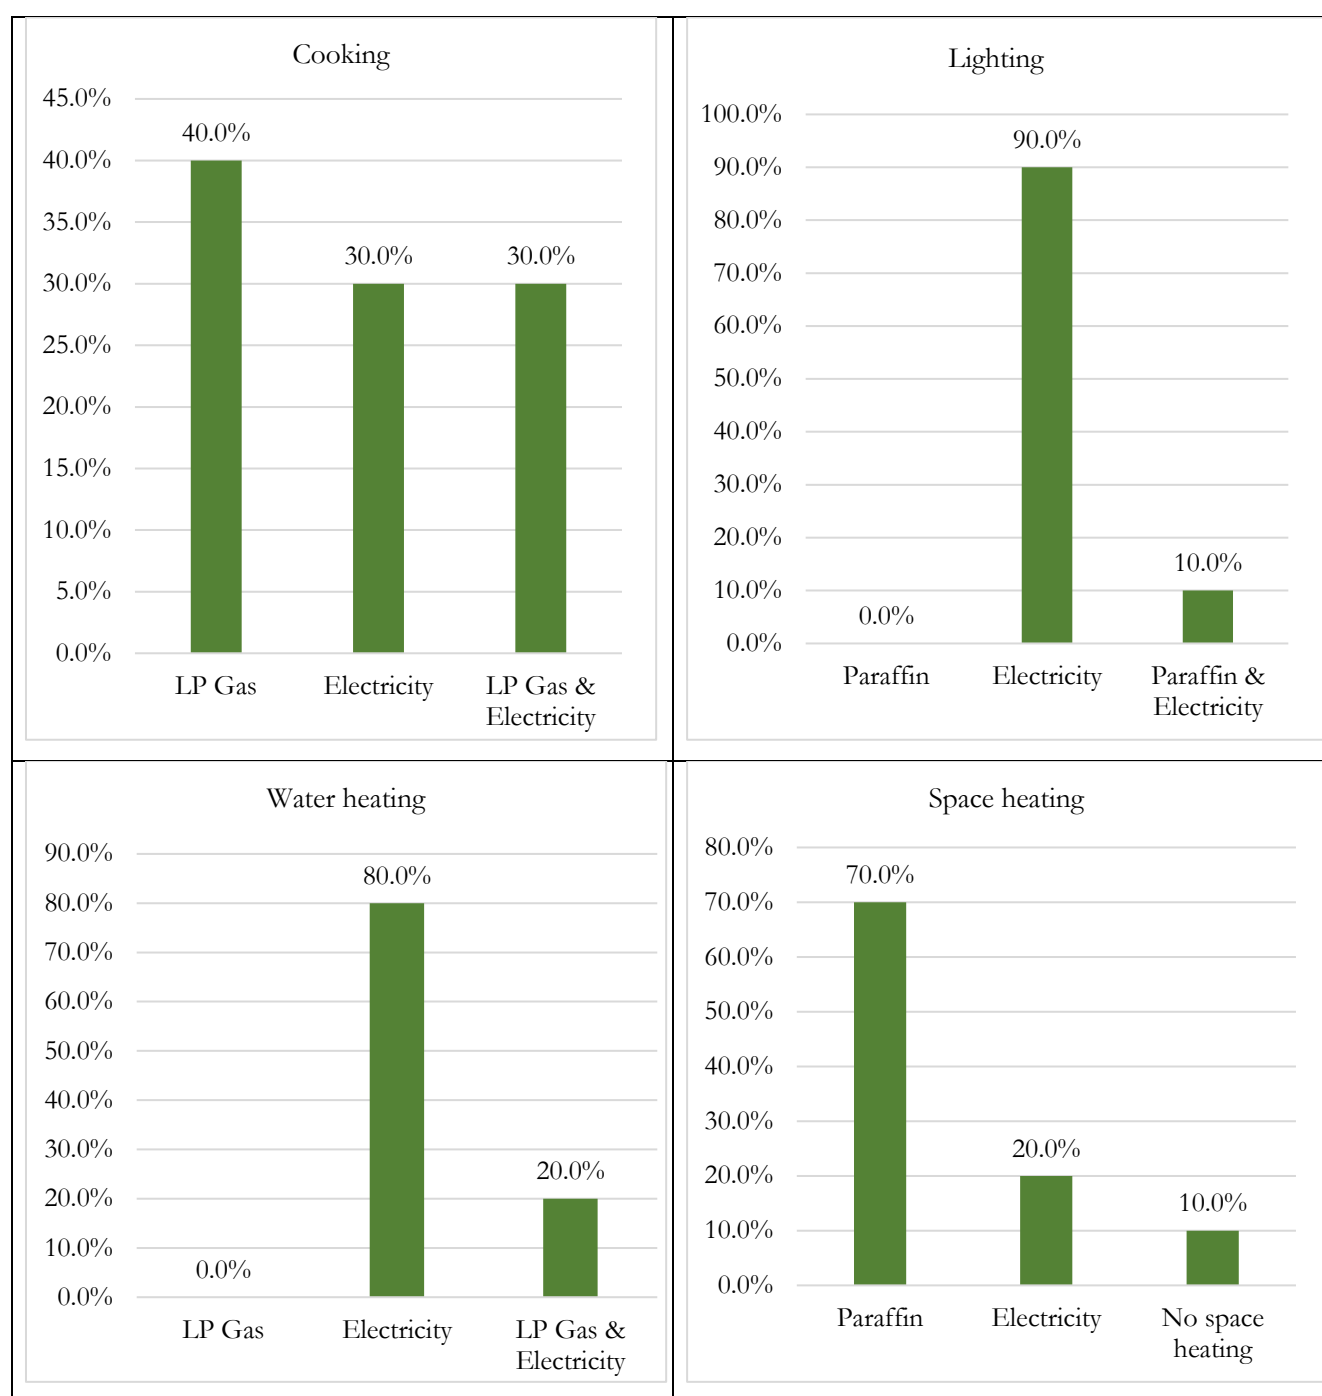 Cooking
45.0%
40.0%
35.0%
30.0%
25.0%
20.0%
15.0%
10.0%
5.0%
0.0%
40.0%
30.0%
30.0%
LP Gas
Electricity
LP Gas &
Electricity
Lighting
100.0%
90.0%
80.0%
70.0%
60.0%
50.0%
40.0%
30.0%
20.0%
10.0%
0.0%
0.0%
90.0%
10.0%
Paraffin
Electricity
Paraffin &
Electricity
Water heating
90.0%
80.0%
70.0%
60.0%
50.0%
40.0%
30.0%
20.0%
10.0%
0.0%
0.0%
80.0%
20.0%
LP Gas
Electricity
LP Gas &
Electricity
Space heating
80.0%
70.0%
60.0%
50.0%
40.0%
30.0%
20.0%
10.0%
0.0%
70.0%
20.0%
10.0%
Paraffin
Electricity
No space
heating